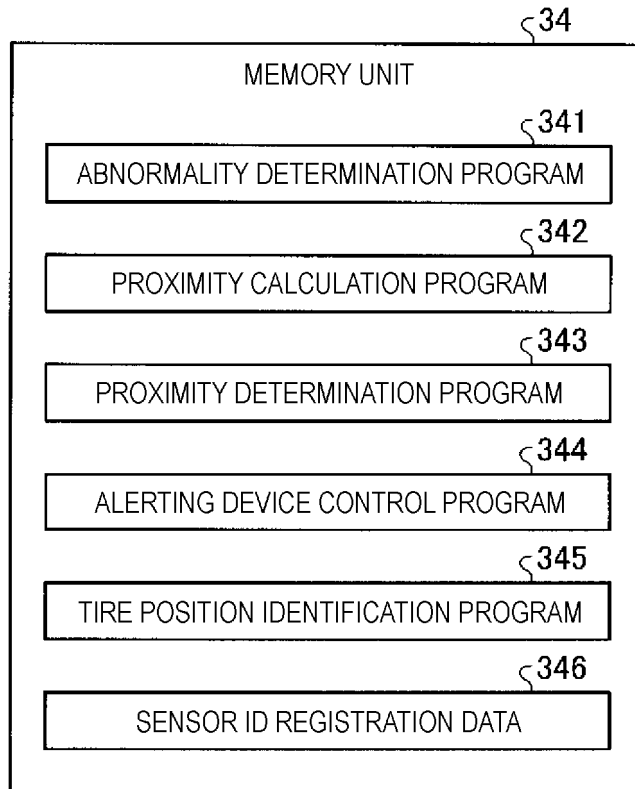 34
MEMORY UNIT
341
ABNORMALITY DETERMINATION PROGRAM
342
PROXIMITY CALCULATION PROGRAM
343
PROXIMITY DETERMINATION PROGRAM
344
ALERTING DEVICE CONTROL PROGRAM
345
TIRE POSITION IDENTIFICATION PROGRAM
346
SENSOR ID REGISTRATION DATA